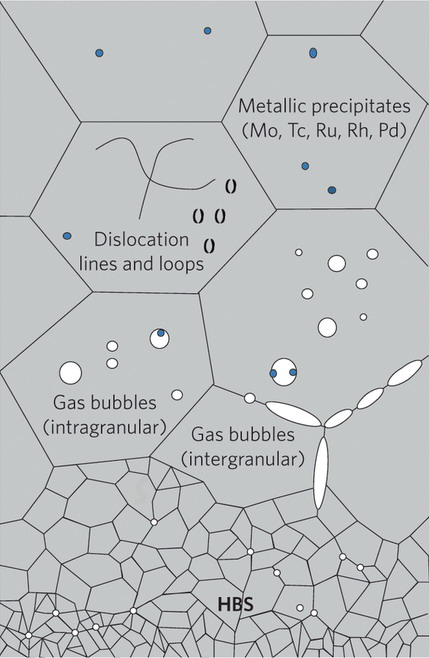 Metallic precipitates
(Mo, Tc, Ru, Rh, Pd)
Dislocation
lines and loops
Gas bubbles
(intragranular)
Gas bubbles
(intergranular)
HBS